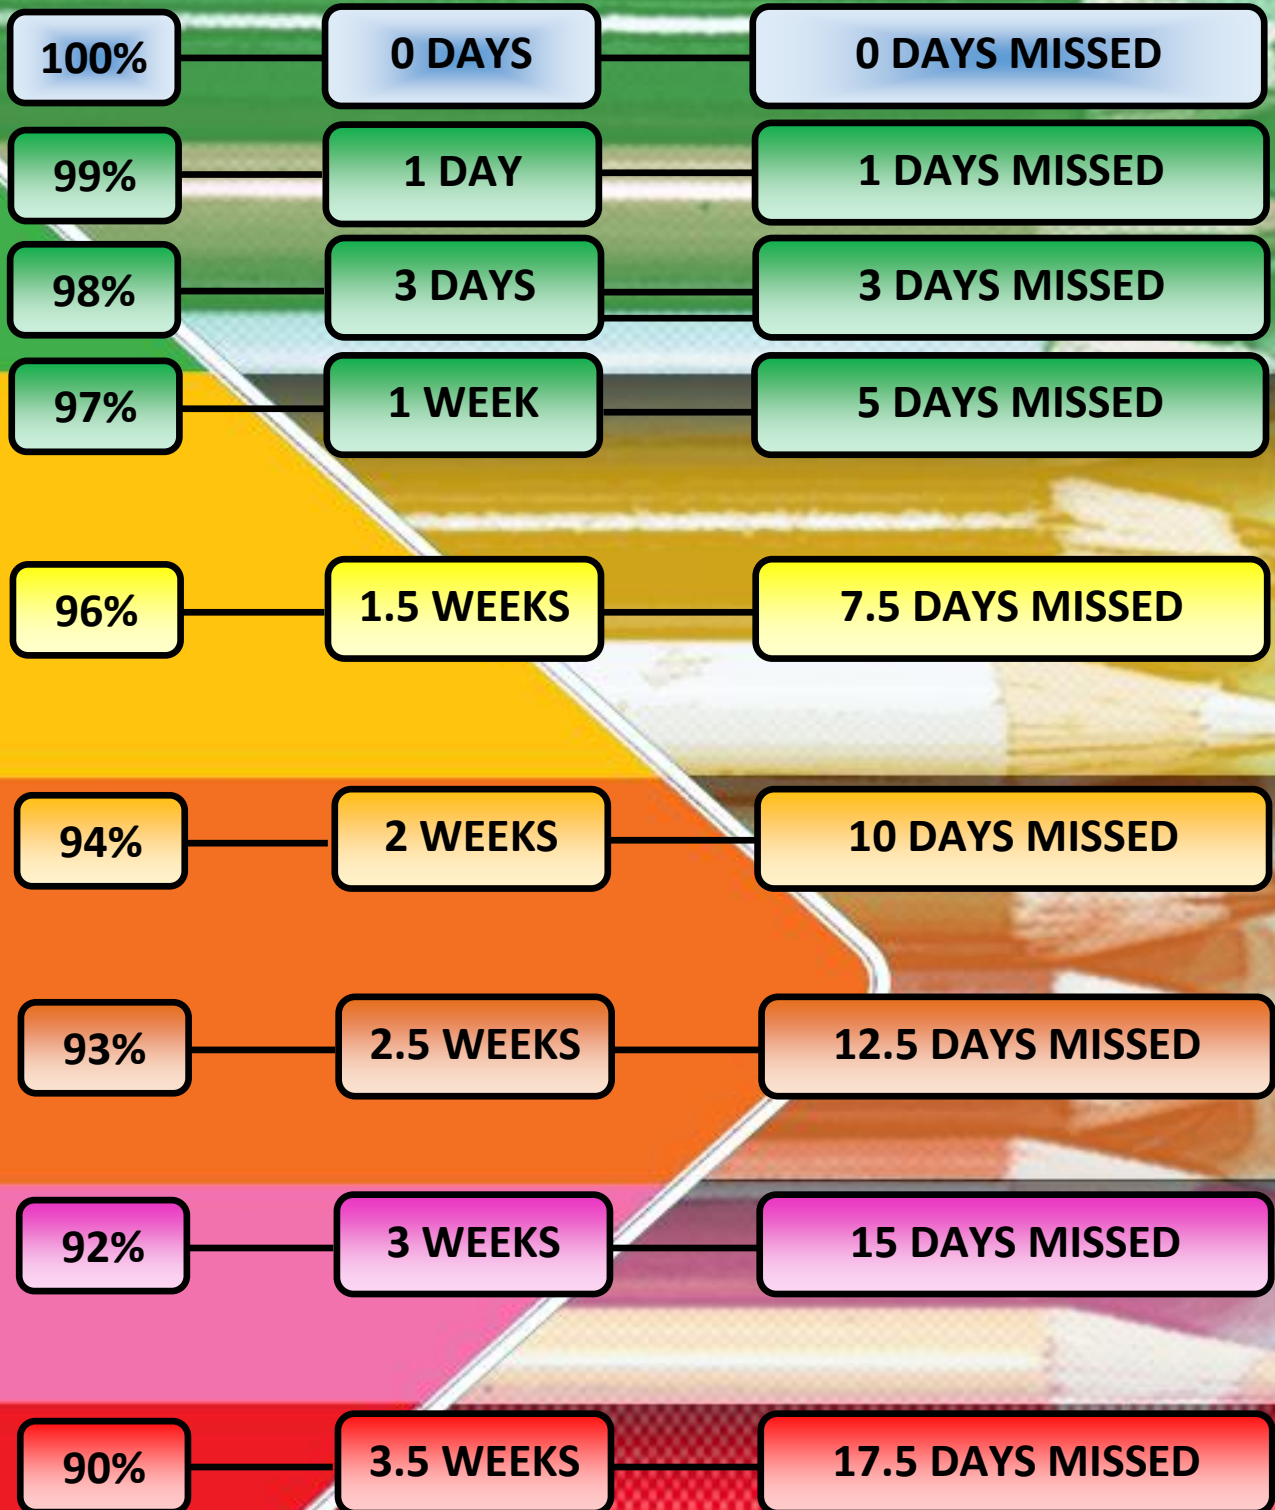 100% 0 DAYS 0 DAYS MISSED
99% 1 DAY 1 DAYS MISSED
98% 3 DAYS 3 DAYS MISSED
97% 1 WEEK 5 DAYS MISSED
96% 1.5 WEEKS 7.5 DAYS MISSED
94% 2 WEEKS 10 DAYS MISSED
93% 2.5 WEEKS 12.5 DAYS MISSED
92% 3 WEEKS 15 DAYS MISSED
90% 3.5 WEEKS 17.5 DAYS MISSED